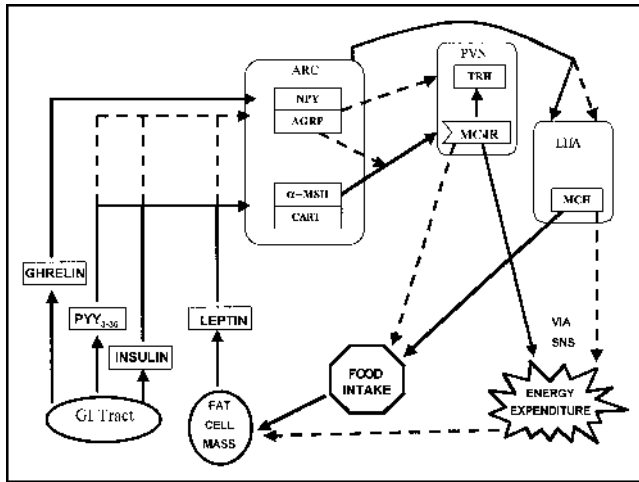 ARC
NPY
AGRP
α-MSH
CART
PVN
TRH
MC4R
LHA
MCH
GHRELIN
PYY3-36
INSULIN
LEPTIN
GI Tract
FAT
CELL
MASS
FOOD
INTAKE
VIA
SNS
ENERGY
EXPENDITURE